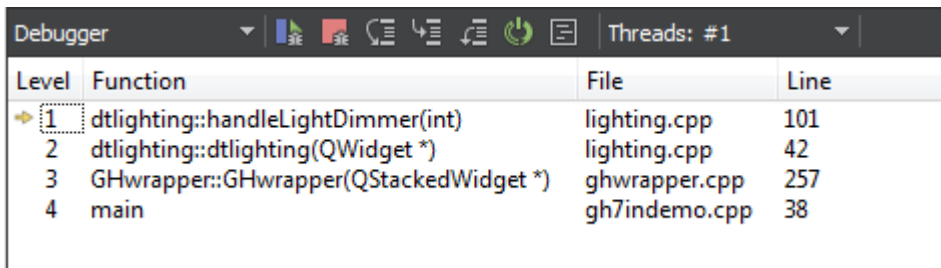 Debugger Threads: #1
Level Function File Line
1 dtlighting::handleLightDimmer(int) lighting.cpp 101
2 dtlighting::dtlighting(QWidget *) lighting.cpp 42
3 GHwrapper::GHwrapper(QStackedWidget *) ghwrapper.cpp 257
4 main gh7indemo.cpp 38